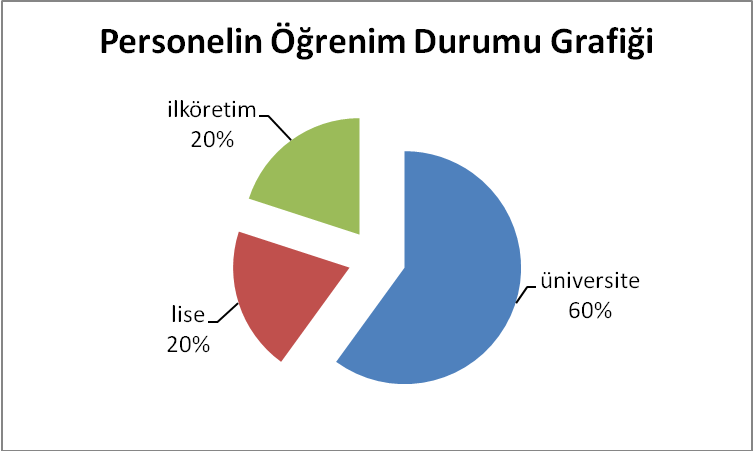 Personelin Öğrenim Durumu Grafiği
ilköretim
20%
üniversite
60%
lise
20%